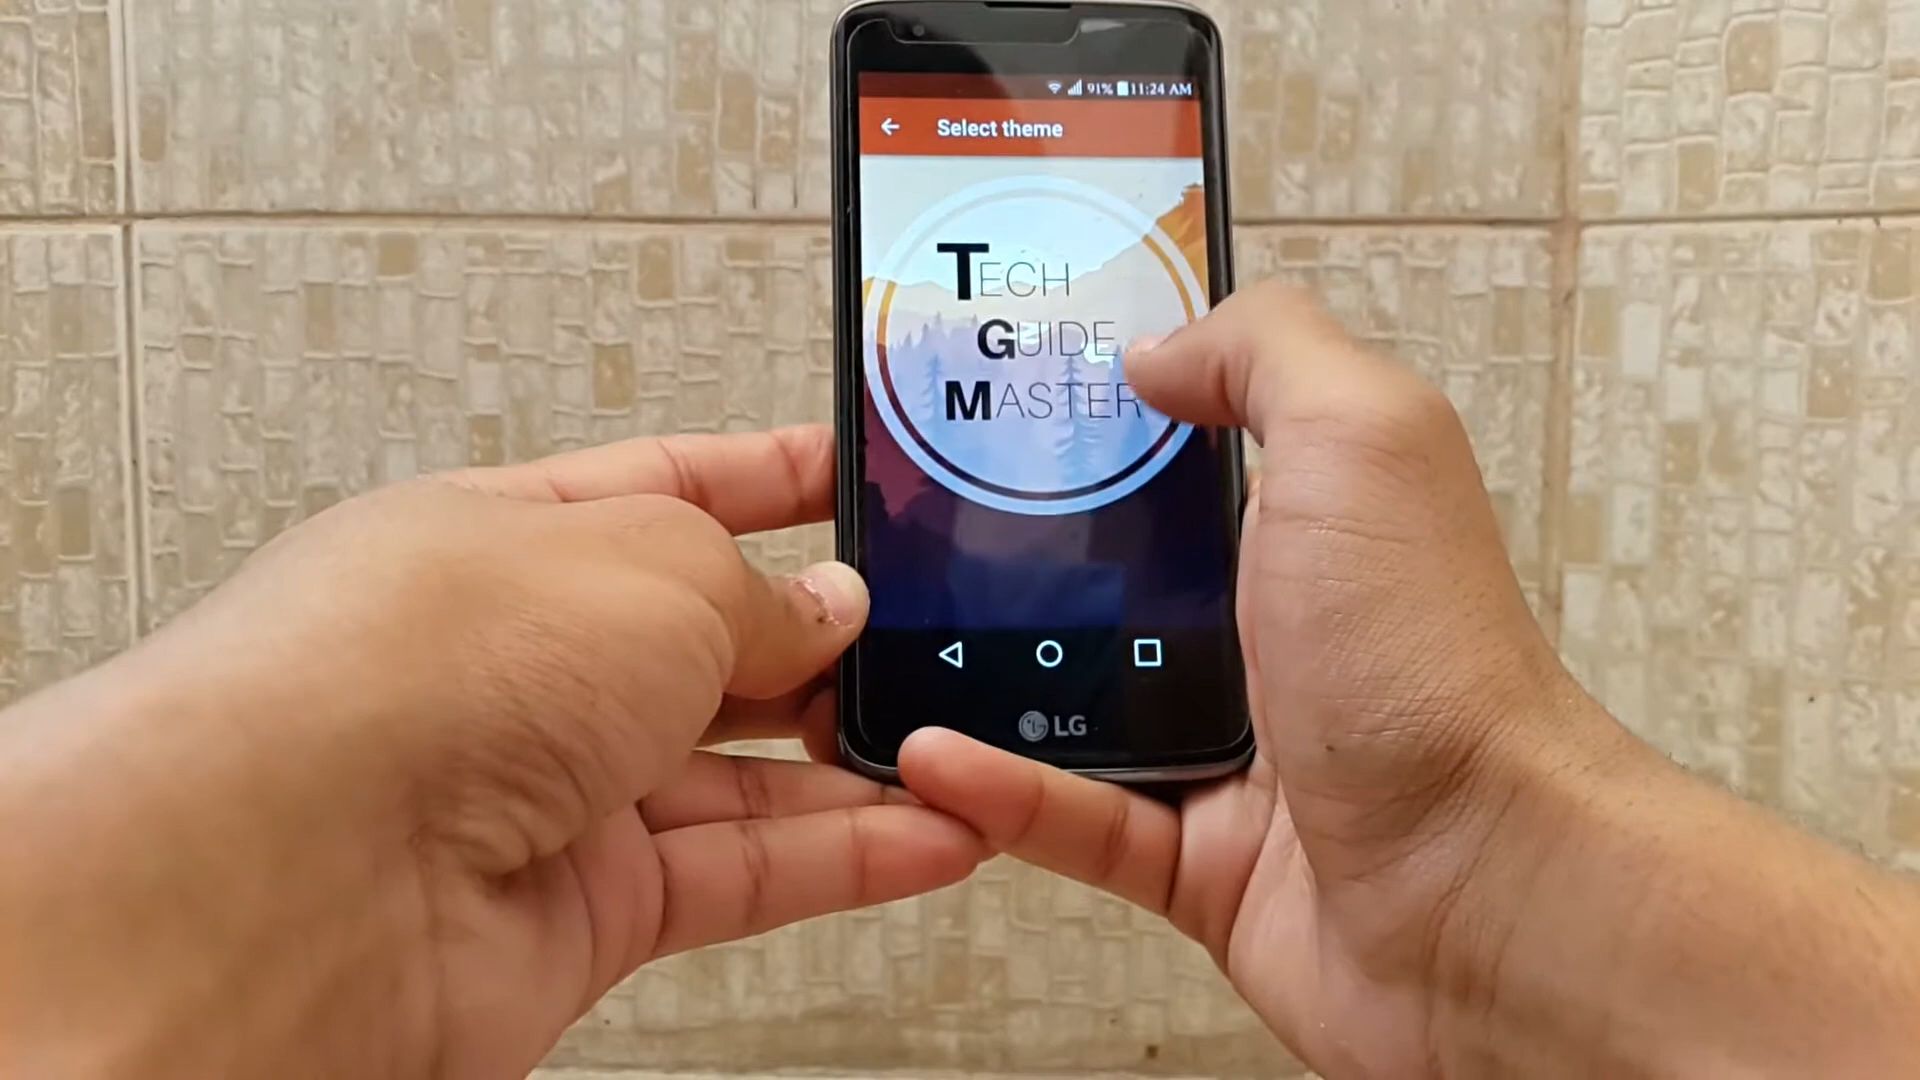 91% 11:24 AM
Select theme
TECH
GUIDE
MASTER
LG